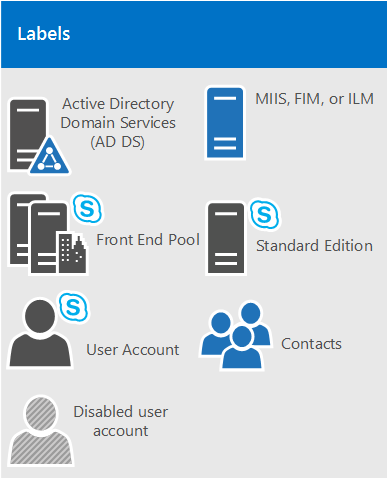 Labels
Active Directory
Domain Services
(AD DS)
MIIS, FIM, or ILM
Front End Pool
Standard Edition
User Account
Contacts
Disabled user
account